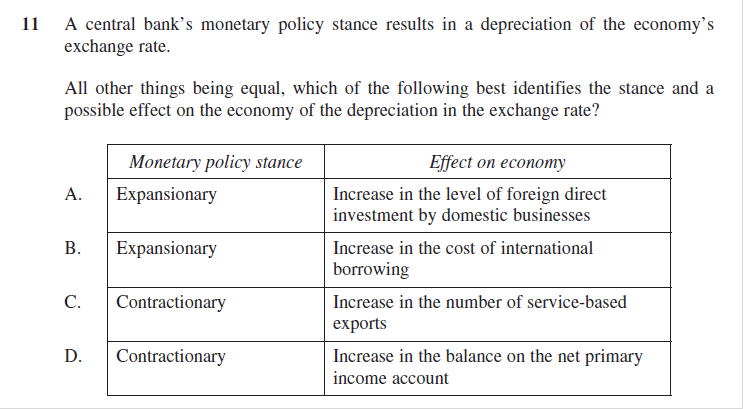 11 A central bank's monetary policy stance results in a depreciation of the economy's
exchange rate.
All other things being equal, which of the following best identifies the stance and a
possible effect on the economy of the depreciation in the exchange rate?
Monetary policy stance Effect on economy
A. Expansionary Increase in the level of foreign direct
investment by domestic businesses
B. Expansionary Increase in the cost of international
borrowing
C. Contractionary Increase in the number of service-based
exports
D. Contractionary Increase in the balance on the net primary
income account